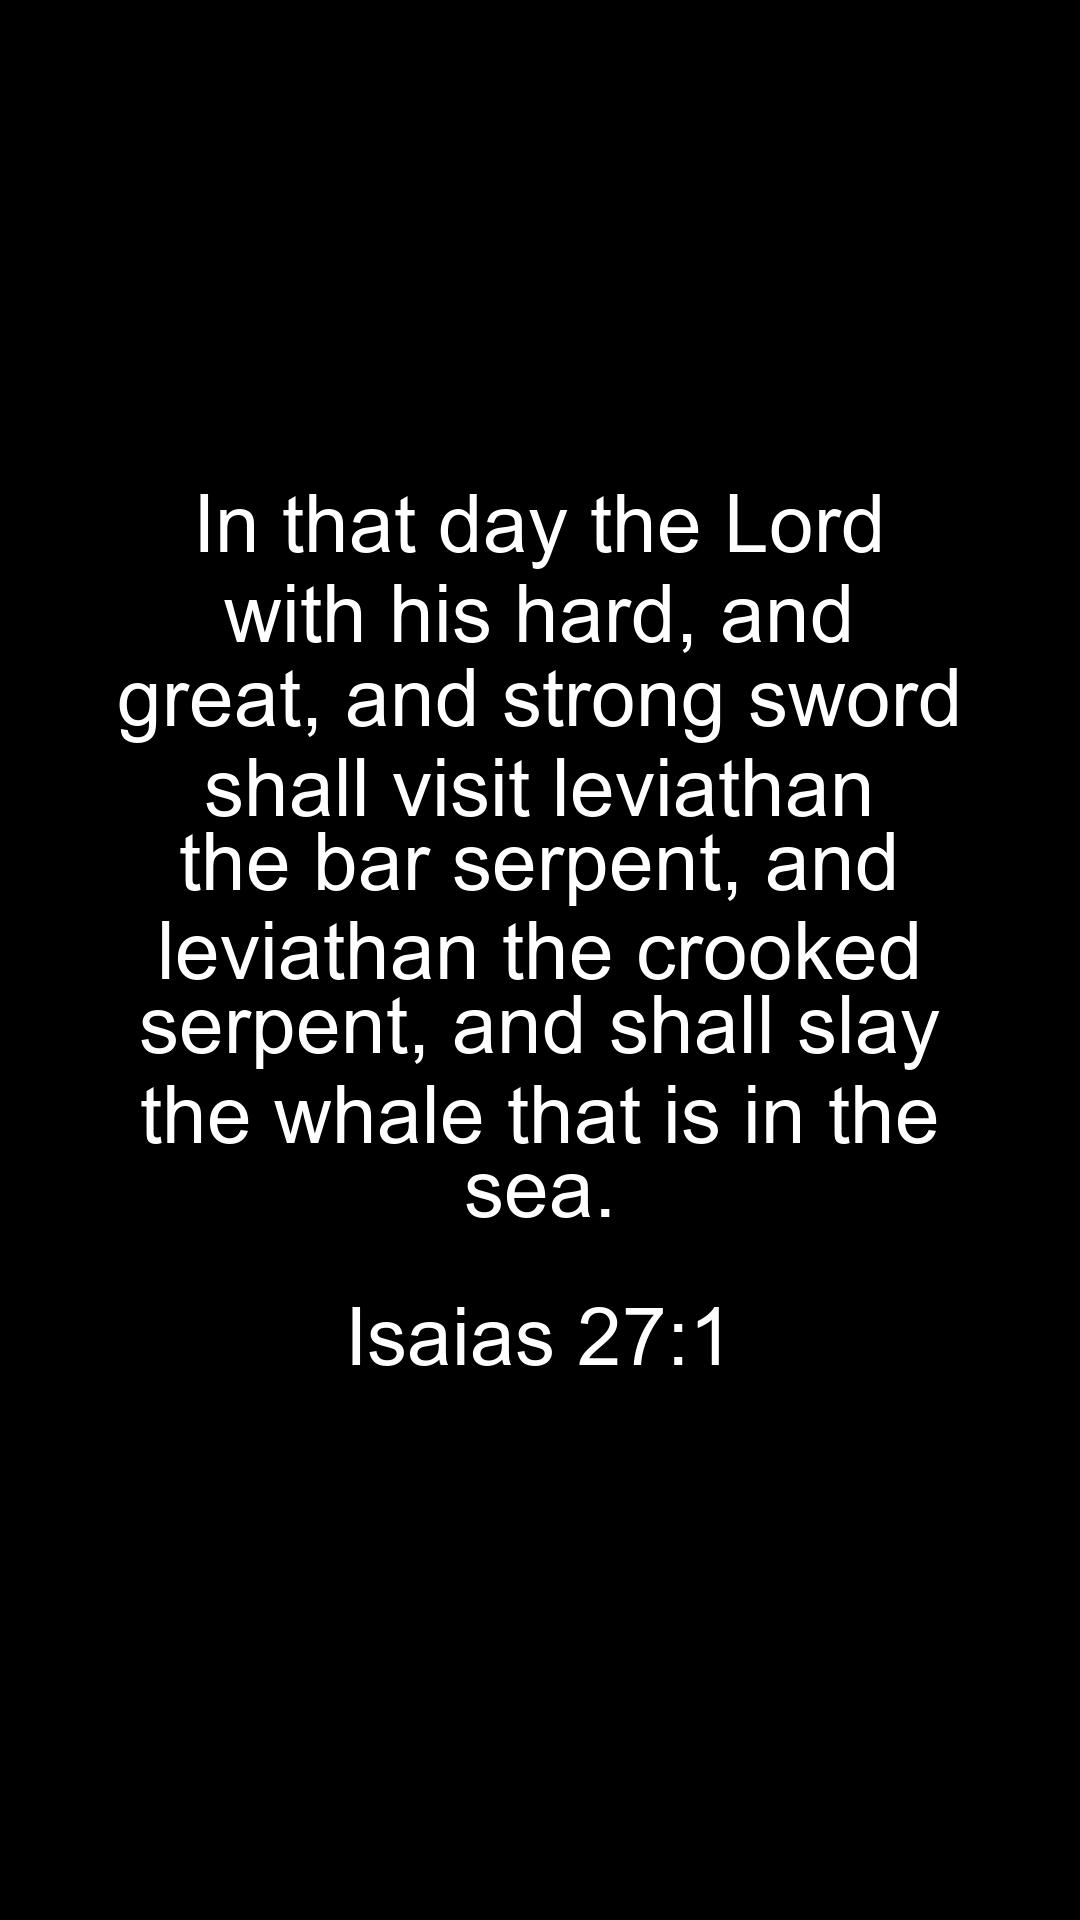 In that day the Lord
with his hard, and
great, and strong sword
shall visit leviathan
the bar serpent, and
leviathan the crooked
serpent, and shall slay
the whale that is in the
sea.
Isaias 27:1